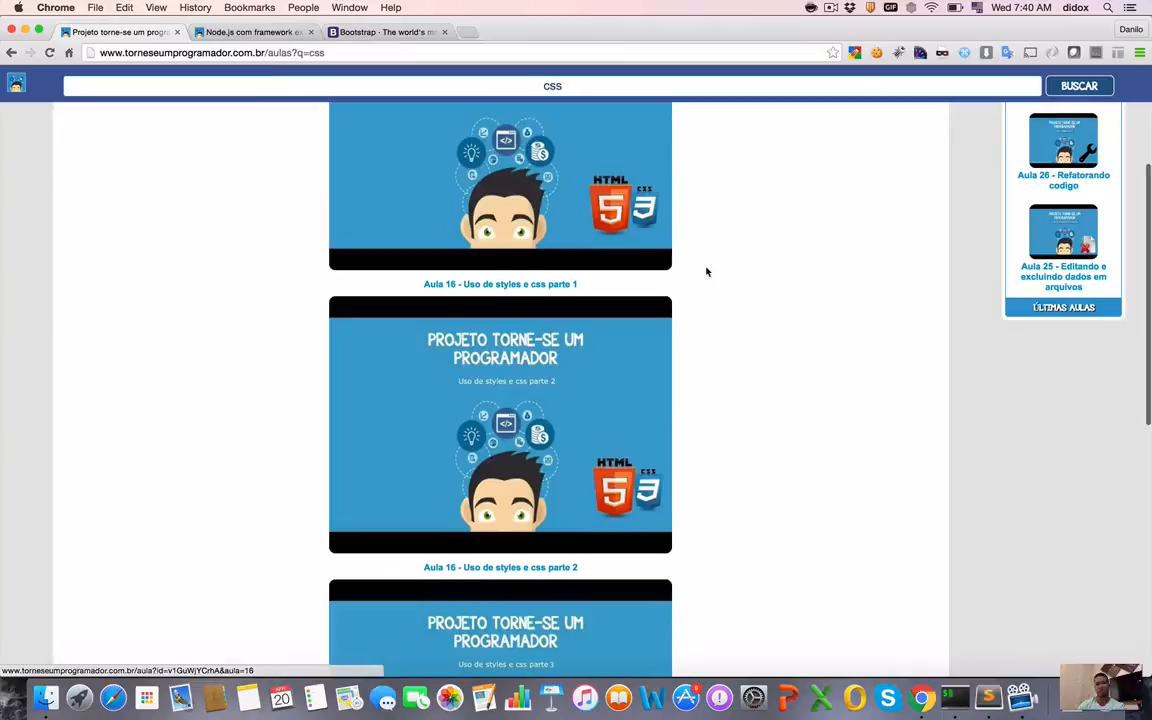 Chrome File Edit View History Bookmarks People Window Help
GIF
Wed 7:40 AM didox
Projeto torne-se um progra
Node.js com framework ex
Bootstrap · The world's m
Danilo
www.torneseumprogramador.com.br/aulas?q=css
css
BUSCAR
HTML
5
CSS
3
Aula 16 - Uso de styles e css parte 1
PROJETO TORNE-SE UM
PROGRAMADOR
Uso de styles e css parte 2
HTML
5
CSS
3
Aula 16 - Uso de styles e css parte 2
PROJETO TORNE-SE UM
PROGRAMADOR
Uso de styles e css parte 3
Aula 26 - Refatorando
codigo
Aula 25 - Editando e
excluindo dados em
arquivos
ÚLTIMAS AULAS
www.torneseumprogramador.com.br/aula?id=v1GuWjYCrhA&aula=16
20